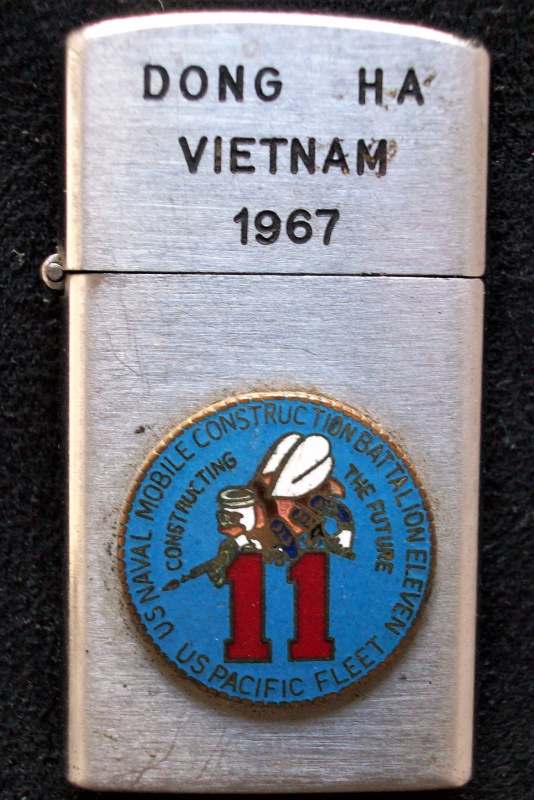 DONG HA
VIETNAM
1967
US NAVAL MOBILE CONSTRUCTION BATTALION ELEVEN
CONSTRUCTING THE FUTURE
11
US PACIFIC FLEET